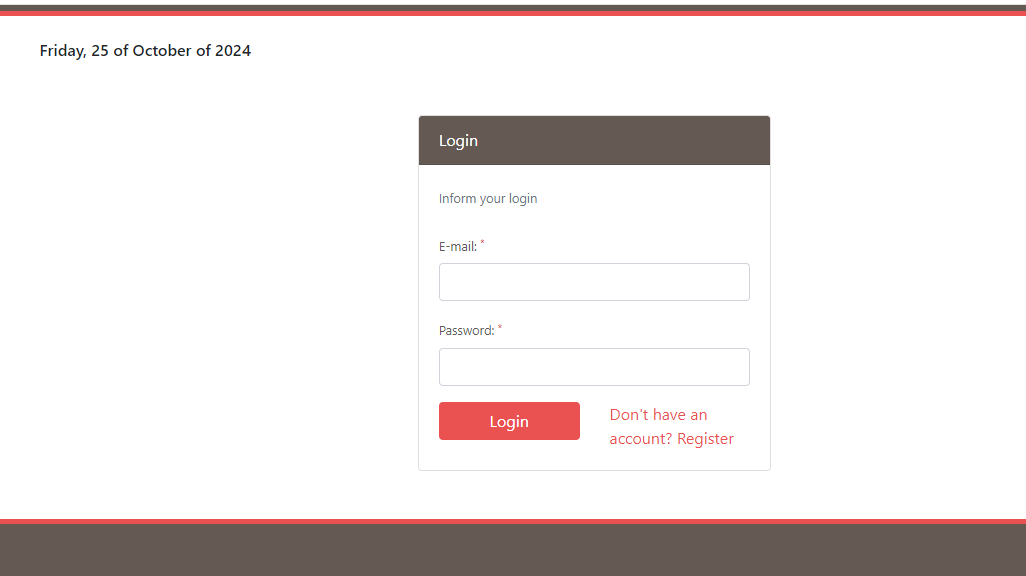 Friday, 25 of October of 2024
Login
Inform your login
E-mail: *
Password: *
Login
Don't have an
account? Register